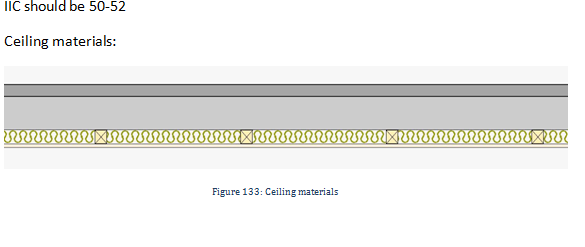 IIC should be 50-52
Ceiling materials:
Figure 133: Ceiling materials